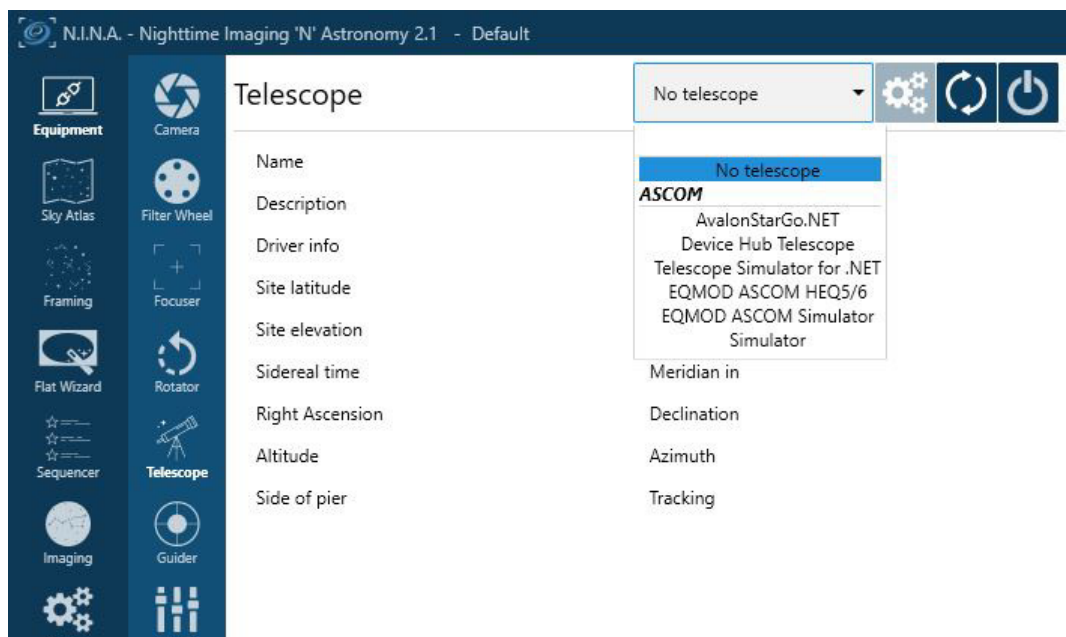 N.I.N.A. - Nighttime Imaging 'N' Astronomy 2.1 - Default
Equipment
Sky Atlas
Framing
Flat Wizard
Sequencer
Imaging
Camera
Filter Wheel
Focuser
Rotator
Telescope
Guider
Telescope
No telescope
No telescope
ASCOM
AvalonStarGo.NET
Device Hub Telescope
Telescope Simulator for .NET
EQMOD ASCOM HEQ5/6
EQMOD ASCOM Simulator
Simulator
Name
Description
Driver info
Site latitude
Site elevation
Sidereal time
Meridian in
Right Ascension
Declination
Altitude
Azimuth
Side of pier
Tracking